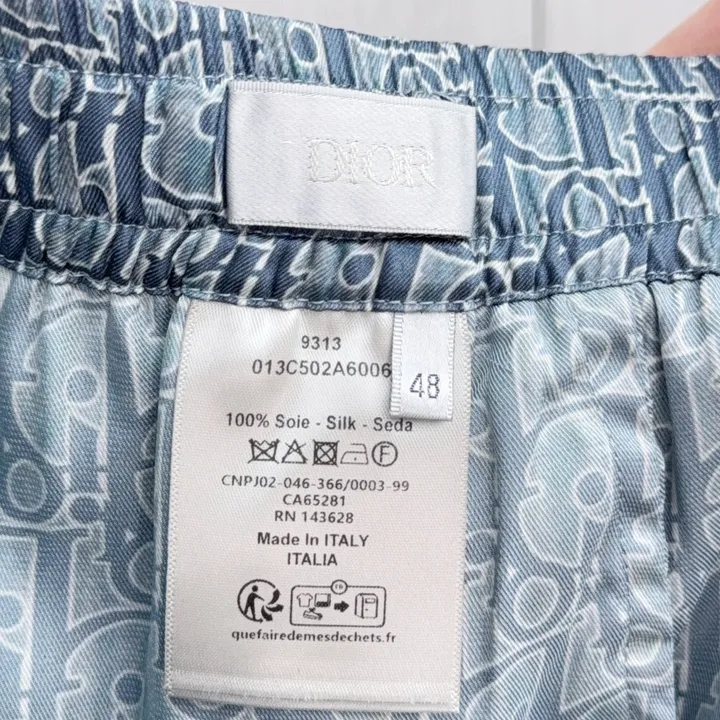 DIOR
9313
013C502A6006
48
100% Soie - Silk - Seda
F
CNPJ02-046-366/0003-99
CA65281
RN 143628
Made In ITALY
ITALIA
FR
quefairedemesdechets.fr